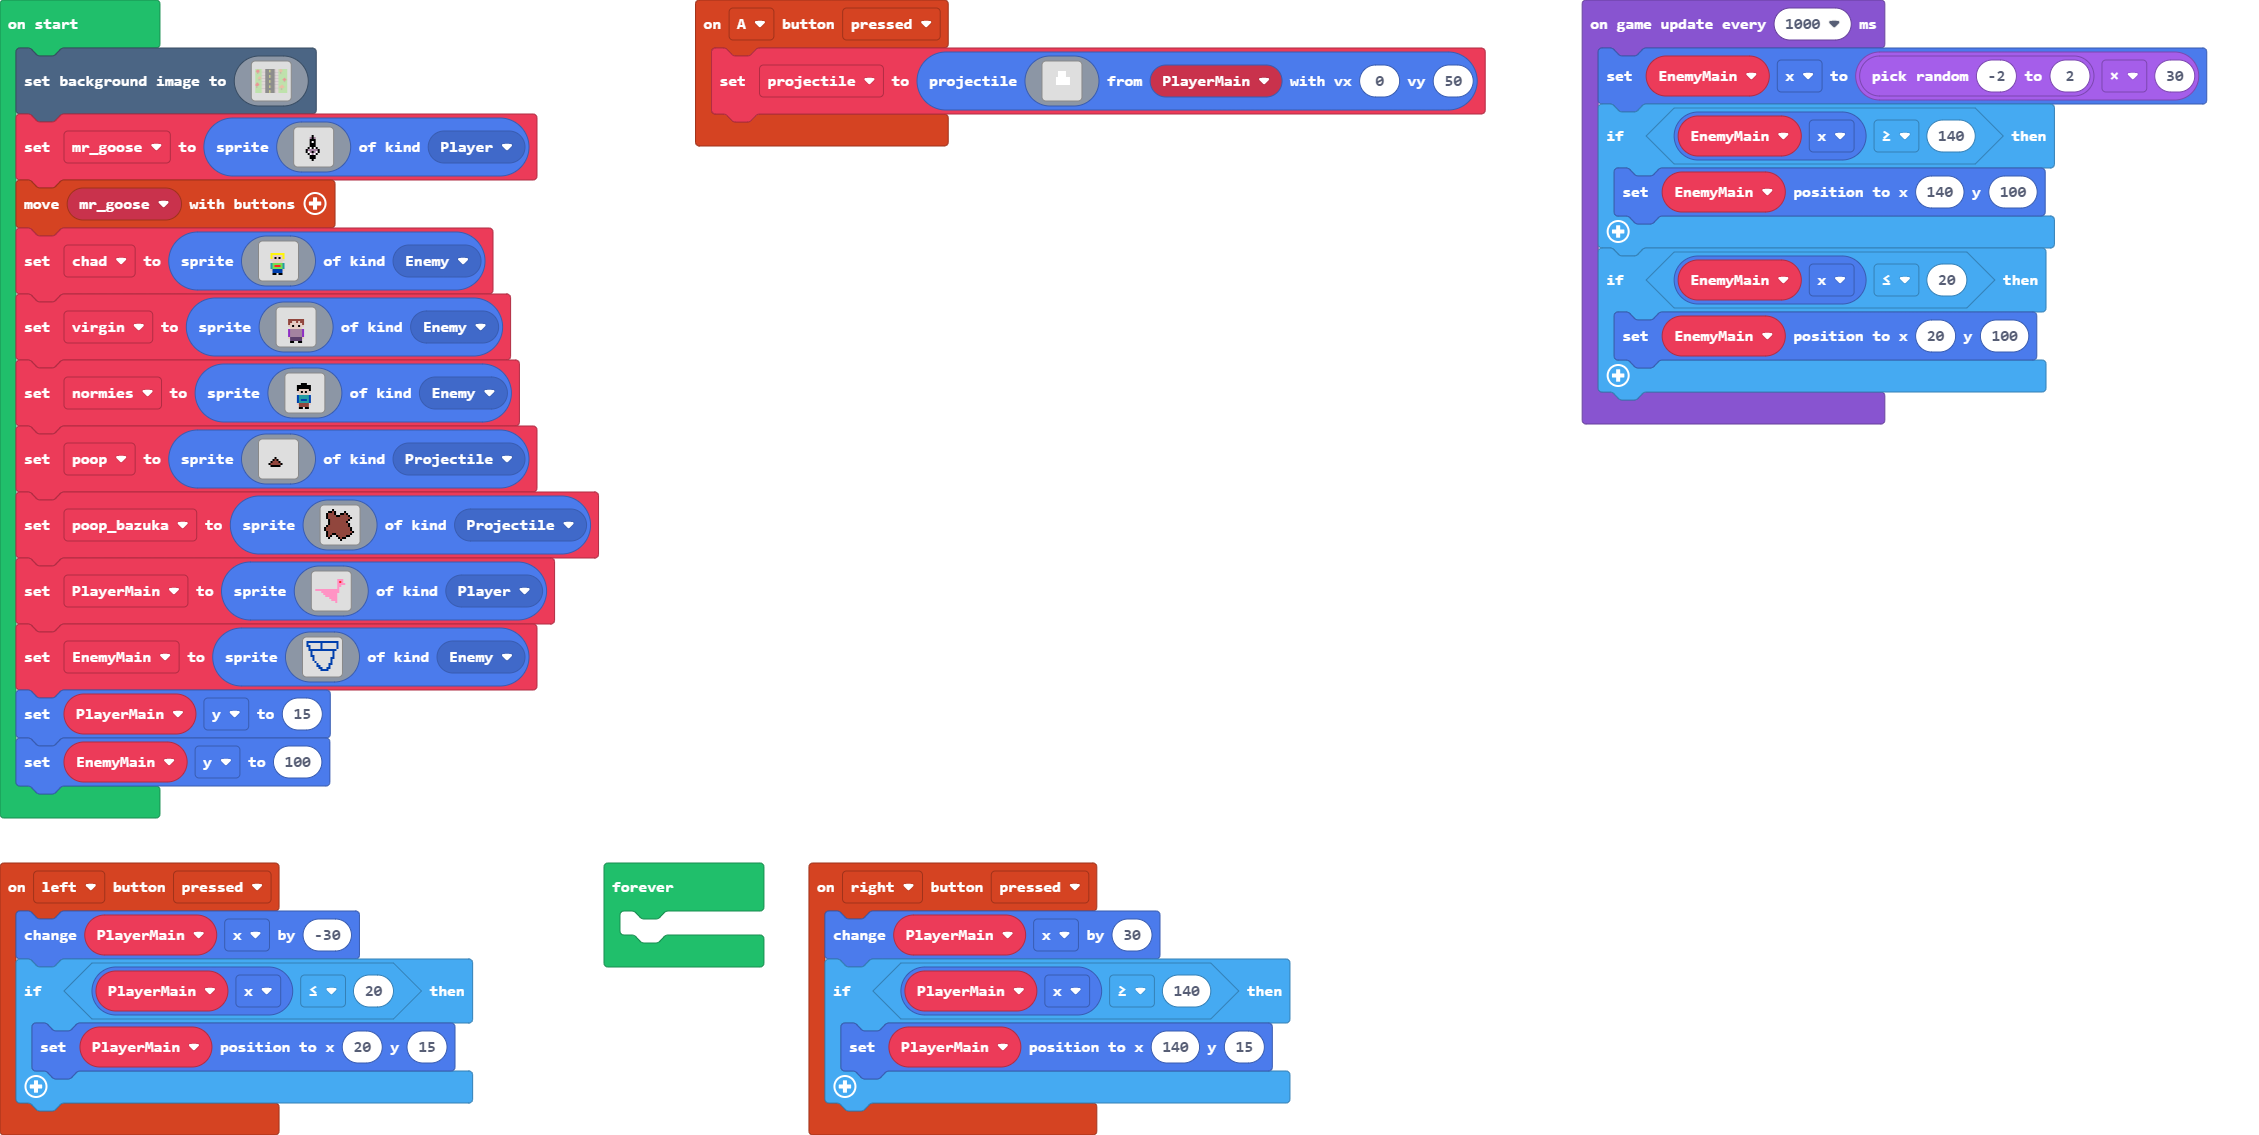 on start
set background image to
set mr_goose to sprite of kind Player
move mr_goose with buttons
set chad to sprite of kind Enemy
set virgin to sprite of kind Enemy
set normies to sprite of kind Enemy
set poop to sprite of kind Projectile
set poop_bazuka to sprite of kind Projectile
set PlayerMain to sprite of kind Player
set EnemyMain to sprite of kind Enemy
set PlayerMain y to 15
set EnemyMain y to 100
on A button pressed
set projectile to projectile from PlayerMain with vx 0 vy 50
on game update every 1000 ms
set EnemyMain x to pick random -2 to 2 × 30
if EnemyMain x ≥ 140 then
set EnemyMain position to x 140 y 100
if EnemyMain x ≤ 20 then
set EnemyMain position to x 20 y 100
on left button pressed
change PlayerMain x by -30
if PlayerMain x ≤ 20 then
set PlayerMain position to x 20 y 15
forever
on right button pressed
change PlayerMain x by 30
if PlayerMain x ≥ 140 then
set PlayerMain position to x 140 y 15